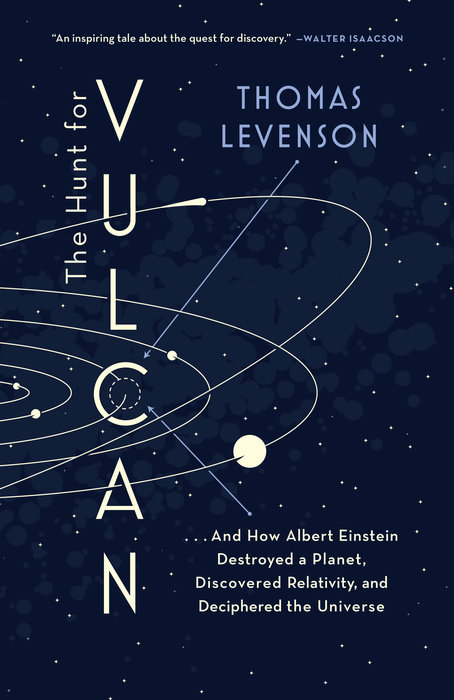 “An inspiring tale about the quest for discovery.” —WALTER ISAACSON
The Hunt for
VULCAN
THOMAS
LEVENSON
. . . And How Albert Einstein
Destroyed a Planet,
Discovered Relativity, and
Deciphered the Universe